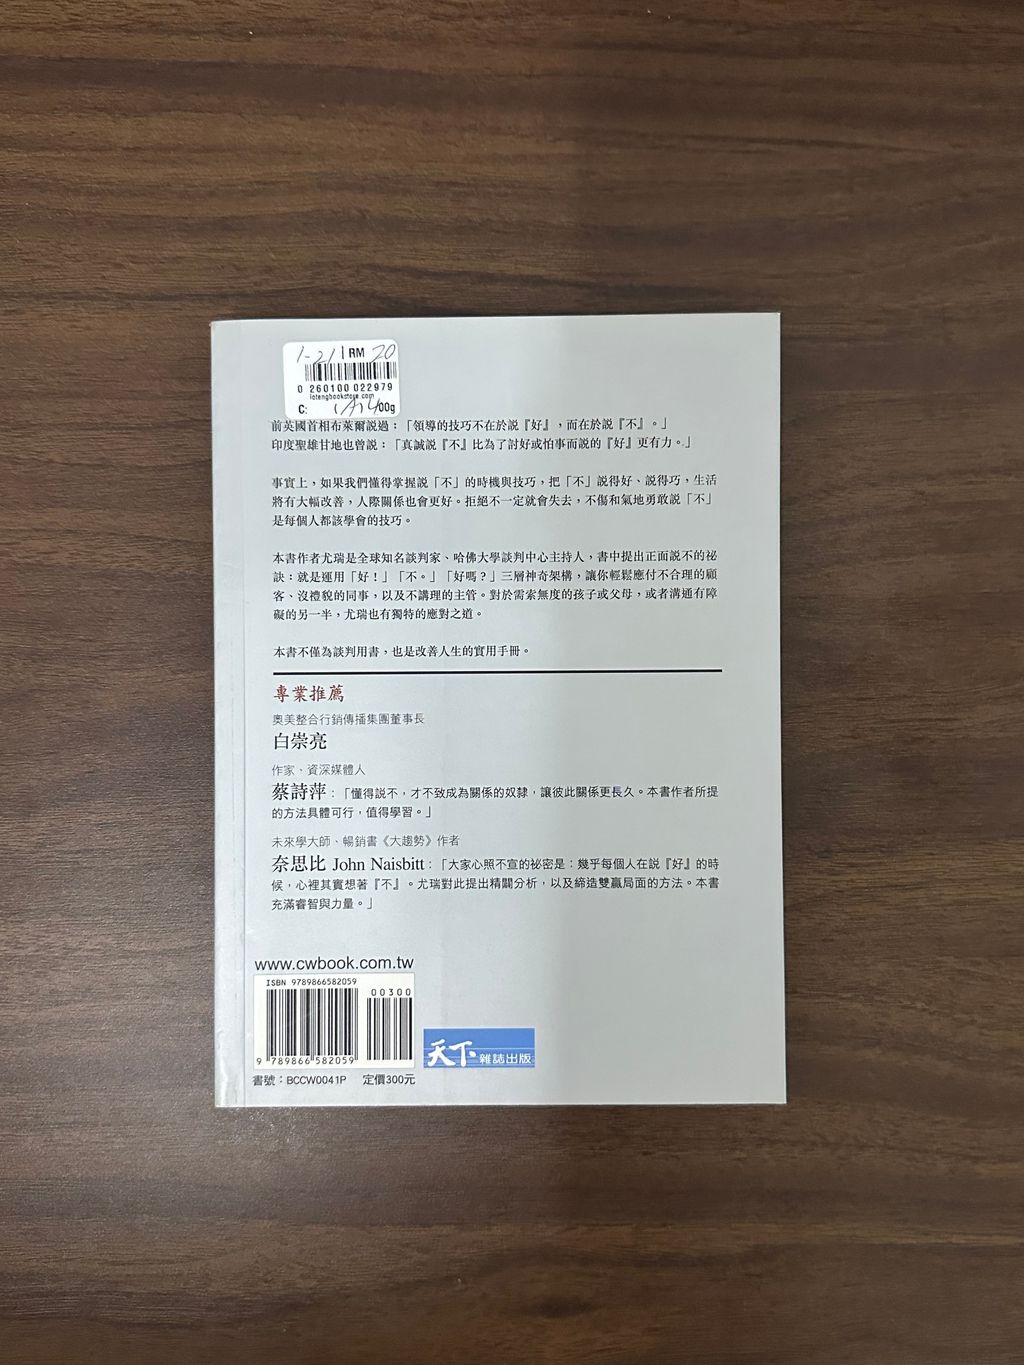 1-21 RM 20
0 260100 022979
lotengbookstore.com
C: 00g
前英國首相布萊爾說過：「領導的技巧不在於說『好』，而在於說『不』。」
印度聖雄甘地也曾說：「真誠說『不』比為了討好或怕事而說的『好』更有力。」
事實上，如果我們懂得掌握說「不」的時機與技巧，把「不」說得好、說得巧，生活
將有大幅改善，人際關係也會更好。拒絕不一定就會失去，不傷和氣地勇敢說「不」
是每個人都該學會的技巧。
本書作者尤瑞是全球知名談判家、哈佛大學談判中心主持人，書中提出正面說不的祕
訣：就是運用「好！」「不。」「好嗎？」三層神奇架構，讓你輕鬆應付不合理的顧
客、沒禮貌的同事，以及不講理的主管。對於需索無度的孩子或父母，或者溝通有障
礙的另一半，尤瑞也有獨特的應對之道。
本書不僅為談判用書，也是改善人生的實用手冊。
專業推薦
奧美整合行銷傳播集團董事長
白崇亮
作家、資深媒體人
蔡詩萍：「懂得說不，才不致成為關係的奴隸，讓彼此關係更長久。本書作者所提
的方法具體可行，值得學習。」
未來學大師、暢銷書《大趨勢》作者
奈思比 John Naisbitt：「大家心照不宣的祕密是：幾乎每個人在說『好』的時
候，心裡其實想著『不』。尤瑞對此提出精闢分析，以及締造雙贏局面的方法。本書
充滿睿智與力量。」
www.cwbook.com.tw
ISBN 9789866582059
00300
9 789866 582059
天下雜誌出版
書號：BCCW0041P 定價300元